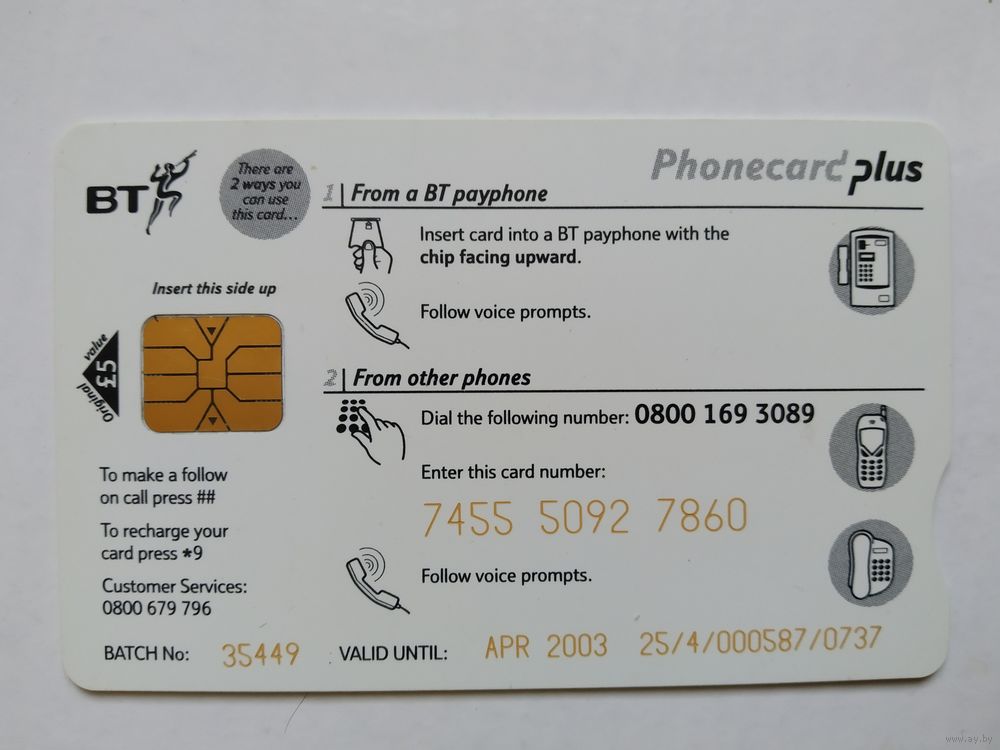 BT
There are
2 ways you
can use
this card...
Phonecard plus
1 From a BT payphone
Insert card into a BT payphone with the
chip facing upward.
Follow voice prompts.
Insert this side up
Original value
£5
2 From other phones
Dial the following number: 0800 169 3089
Enter this card number:
7455 5092 7860
Follow voice prompts.
To make a follow
on call press ##
To recharge your
card press *9
Customer Services:
0800 679 796
BATCH No: 35449 VALID UNTIL: APR 2003 25/4/000587/0737
www.ay.by